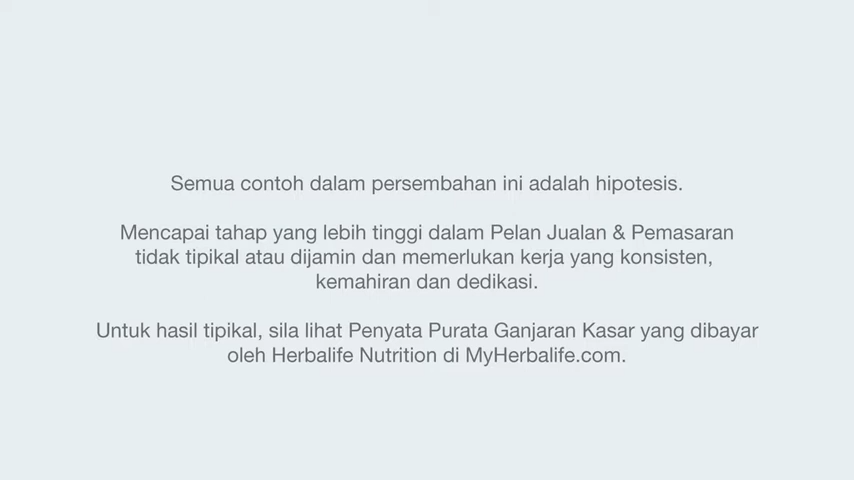 Semua contoh dalam persembahan ini adalah hipotesis.
Mencapai tahap yang lebih tinggi dalam Pelan Jualan & Pemasaran
tidak tipikal atau dijamin dan memerlukan kerja yang konsisten,
kemahiran dan dedikasi.
Untuk hasil tipikal, sila lihat Penyata Purata Ganjaran Kasar yang dibayar
oleh Herbalife Nutrition di MyHerbalife.com.